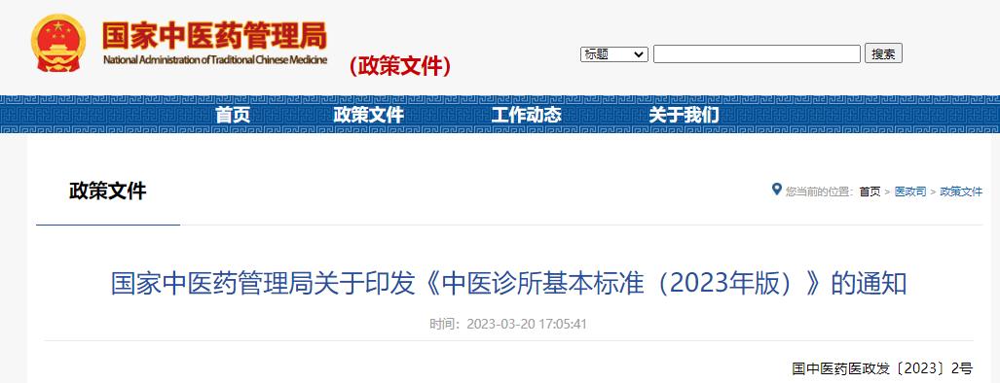 国家中医药管理局
National Administration of Traditional Chinese Medicine
(政策文件)
标题
搜索
首页 政策文件 工作动态 关于我们
政策文件
您当前的位置：首页 > 医政司 > 政策文件
国家中医药管理局关于印发《中医诊所基本标准（2023年版）》的通知
时间：2023-03-20 17:05:41
国中医药医政发〔2023〕2号